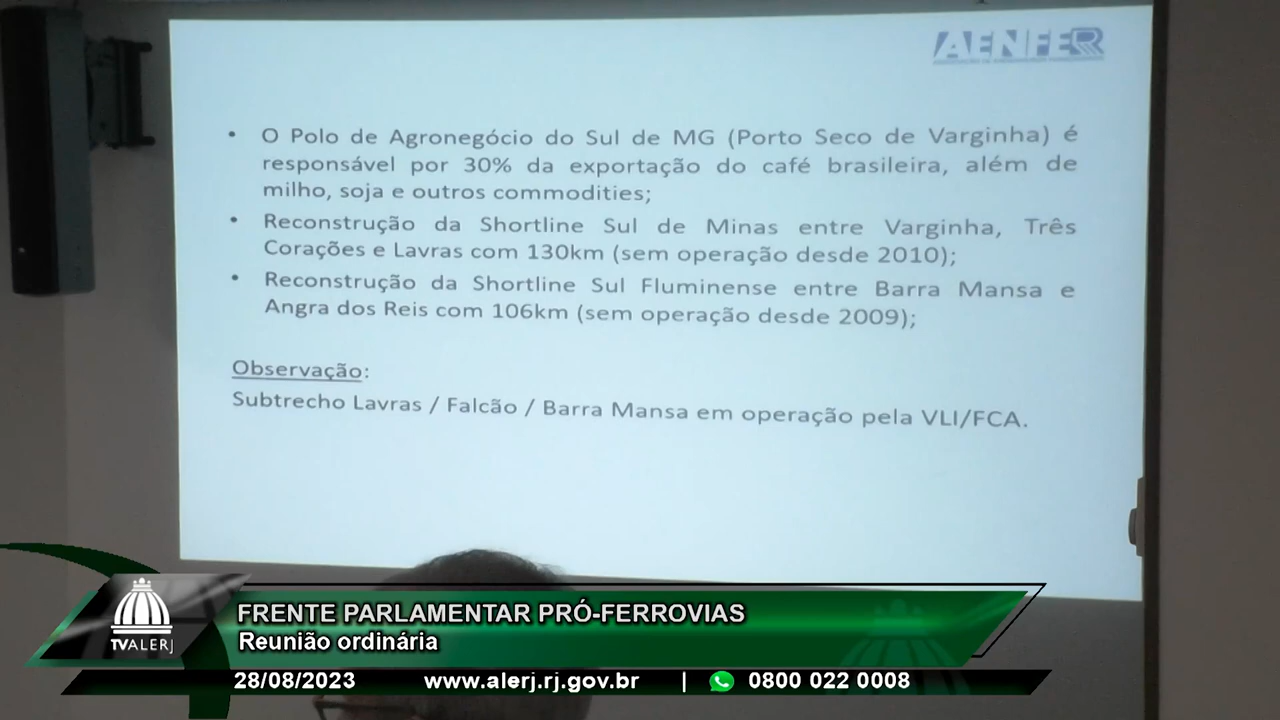 AENFER
• O Polo de Agronegócio do Sul de MG (Porto Seco de Varginha) é
responsável por 30% da exportação do café brasileira, além de
milho, soja e outros commodities;
• Reconstrução da Shortline Sul de Minas entre Varginha, Três
Corações e Lavras com 130km (sem operação desde 2010);
• Reconstrução da Shortline Sul Fluminense entre Barra Mansa e
Angra dos Reis com 106km (sem operação desde 2009);
Observação:
Subtrecho Lavras / Falcão / Barra Mansa em operação pela VLI/FCA.
FRENTE PARLAMENTAR PRÓ-FERROVIAS
Reunião ordinária
TVALERJ
28/08/2023 www.alerj.rj.gov.br | 0800 022 0008